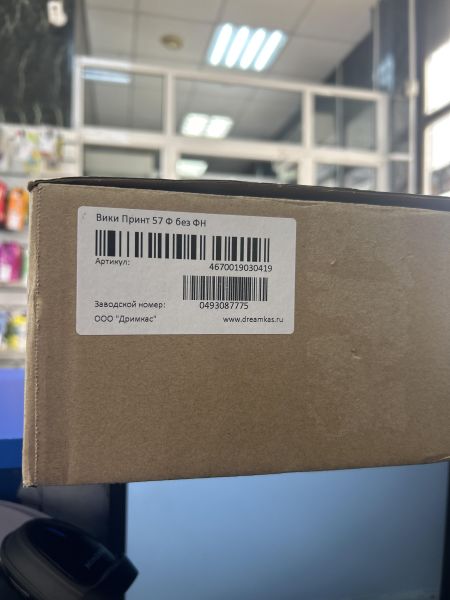 Вики Принт 57 Ф без ФН
Артикул: 4670019030419
Заводской номер: 0493087775
ООО "Дримкас" www.dreamkas.ru